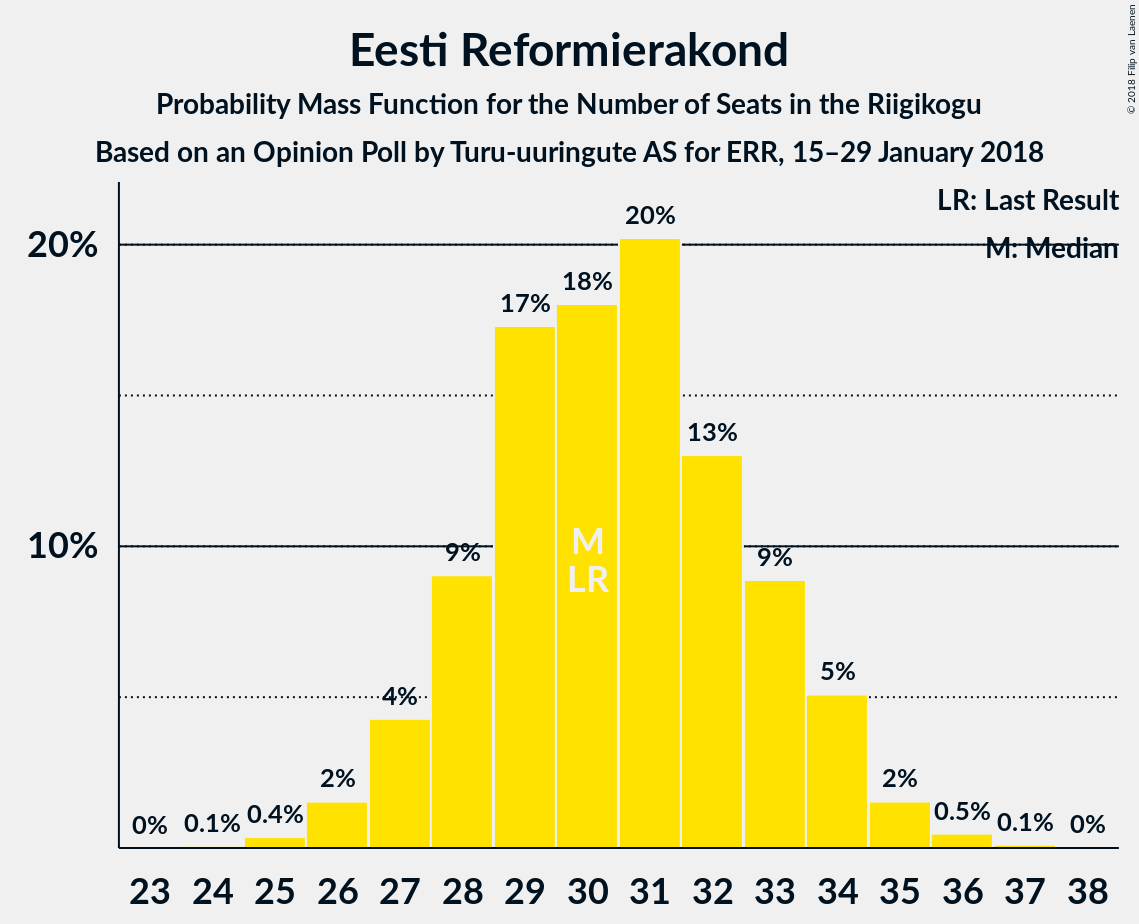 Eesti Reformierakond
Probability Mass Function for the Number of Seats in the Riigikogu
Based on an Opinion Poll by Turu-uuringute AS for ERR, 15–29 January 2018
© 2018 Filip van Laenen
LR: Last Result
M: Median
20%
10%
0%
0.1%
0.4%
2%
4%
9%
17%
18%
20%
13%
9%
5%
2%
0.5%
0.1%
0%
M
LR
23 24 25 26 27 28 29 30 31 32 33 34 35 36 37 38